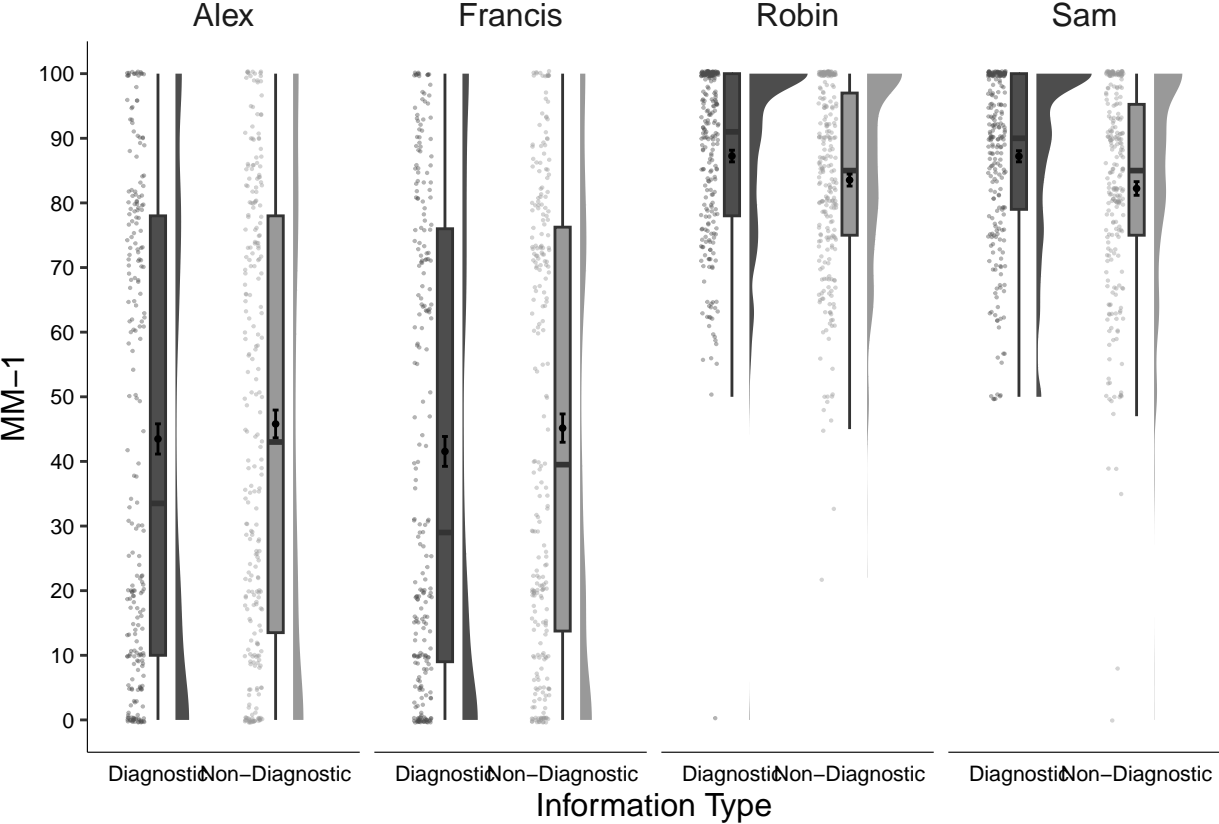 Alex Francis Robin Sam
MM−1
100
90
80
70
60
50
40
30
20
10
0
Diagnostic Non−Diagnostic Diagnostic Non−Diagnostic Diagnostic Non−Diagnostic Diagnostic Non−Diagnostic
Information Type